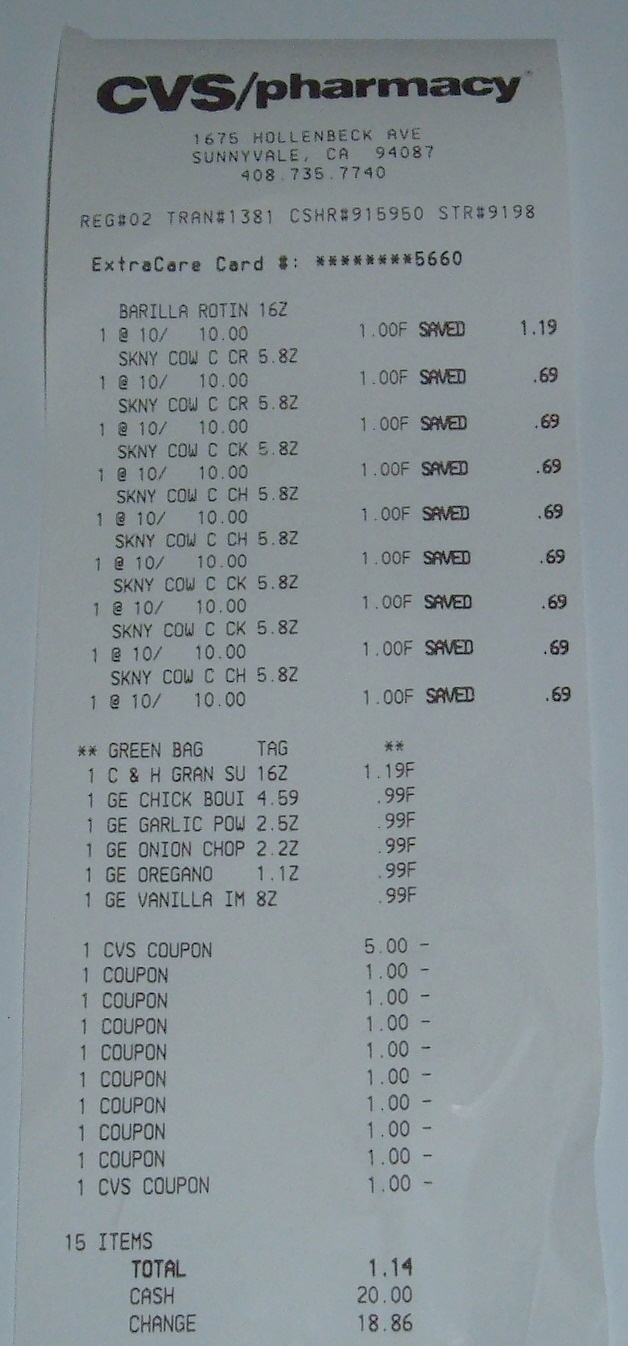 CVS/pharmacy
1675 HOLLENBECK AVE
SUNNYVALE, CA 94087
408.735.7740
REG#02 TRAN#1381 CSHR#915950 STR#9198
ExtraCare Card #: ********5660
BARILLA ROTIN 16Z
1 @ 10/ 10.00 1.00F SAVED 1.19
SKNY COW C CR 5.8Z
1 @ 10/ 10.00 1.00F SAVED .69
SKNY COW C CR 5.8Z
1 @ 10/ 10.00 1.00F SAVED .69
SKNY COW C CK 5.8Z
1 @ 10/ 10.00 1.00F SAVED .69
SKNY COW C CH 5.8Z
1 @ 10/ 10.00 1.00F SAVED .69
SKNY COW C CH 5.8Z
1 @ 10/ 10.00 1.00F SAVED .69
SKNY COW C CK 5.8Z
1 @ 10/ 10.00 1.00F SAVED .69
SKNY COW C CK 5.8Z
1 @ 10/ 10.00 1.00F SAVED .69
SKNY COW C CH 5.8Z
1 @ 10/ 10.00 1.00F SAVED .69
** GREEN BAG TAG **
1 C & H GRAN SU 16Z 1.19F
1 GE CHICK BOUI 4.59 .99F
1 GE GARLIC POW 2.5Z .99F
1 GE ONION CHOP 2.2Z .99F
1 GE OREGANO 1.1Z .99F
1 GE VANILLA IM 8Z .99F
1 CVS COUPON 5.00 -
1 COUPON 1.00 -
1 COUPON 1.00 -
1 COUPON 1.00 -
1 COUPON 1.00 -
1 COUPON 1.00 -
1 COUPON 1.00 -
1 COUPON 1.00 -
1 COUPON 1.00 -
1 CVS COUPON 1.00 -
15 ITEMS
TOTAL 1.14
CASH 20.00
CHANGE 18.86